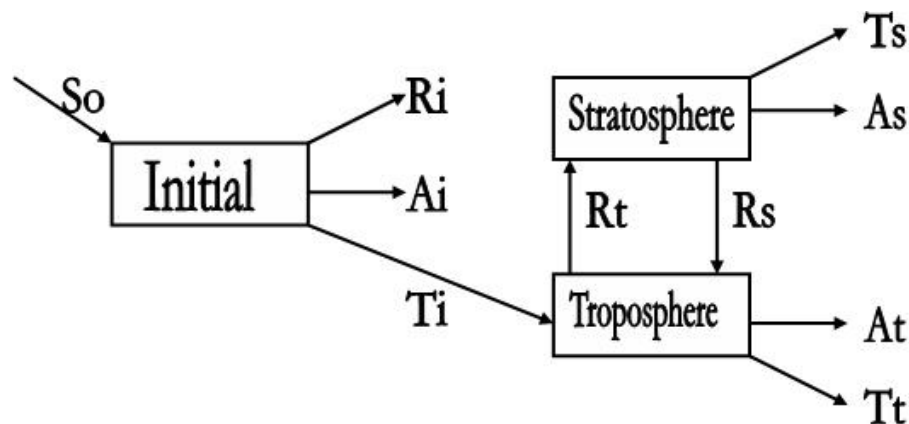 So
Initial
Ri
Ai
Ti
Stratosphere
Rt
Rs
Troposphere
Ts
As
At
Tt